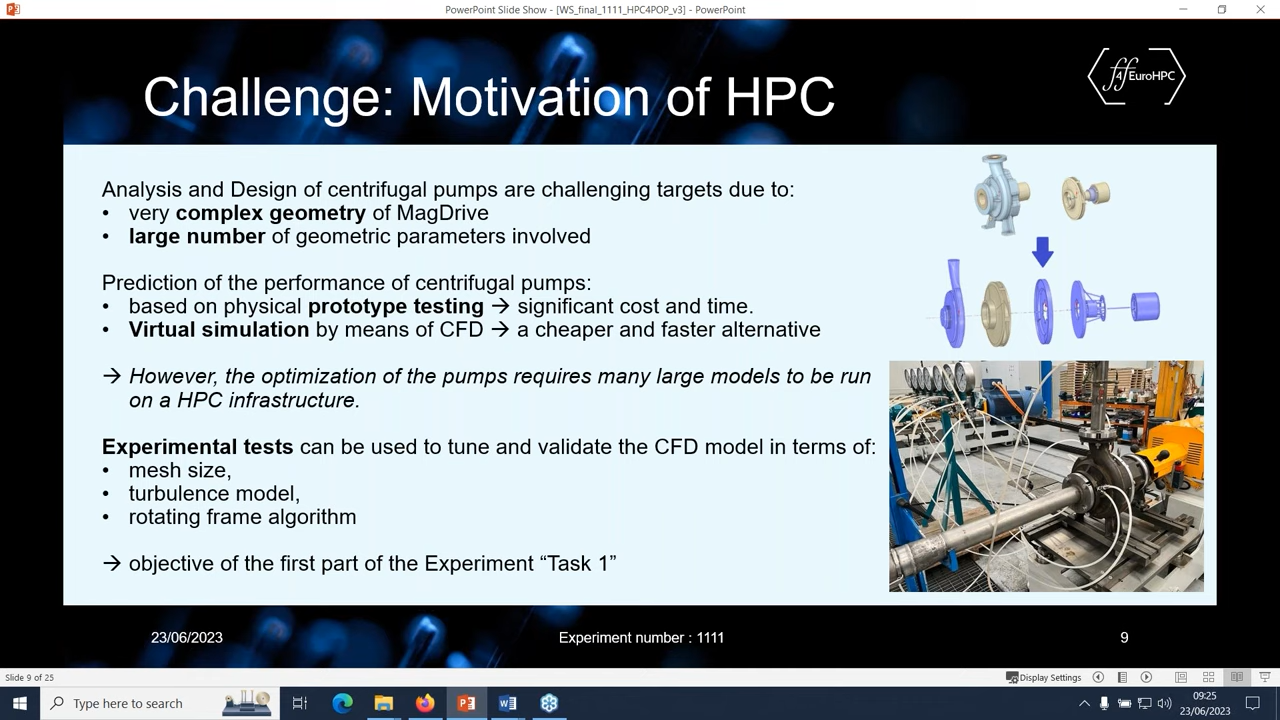 PowerPoint Slide Show - [WS_final_1111_HPC4POP_v3] - PowerPoint
Challenge: Motivation of HPC
ff4EuroHPC
Analysis and Design of centrifugal pumps are challenging targets due to:
• very complex geometry of MagDrive
• large number of geometric parameters involved
Prediction of the performance of centrifugal pumps:
• based on physical prototype testing → significant cost and time.
• Virtual simulation by means of CFD → a cheaper and faster alternative
→ However, the optimization of the pumps requires many large models to be run
on a HPC infrastructure.
Experimental tests can be used to tune and validate the CFD model in terms of:
• mesh size,
• turbulence model,
• rotating frame algorithm
→ objective of the first part of the Experiment “Task 1”
23/06/2023
Experiment number : 1111
9
Slide 9 of 25
Display Settings
Type here to search
09:25
23/06/2023